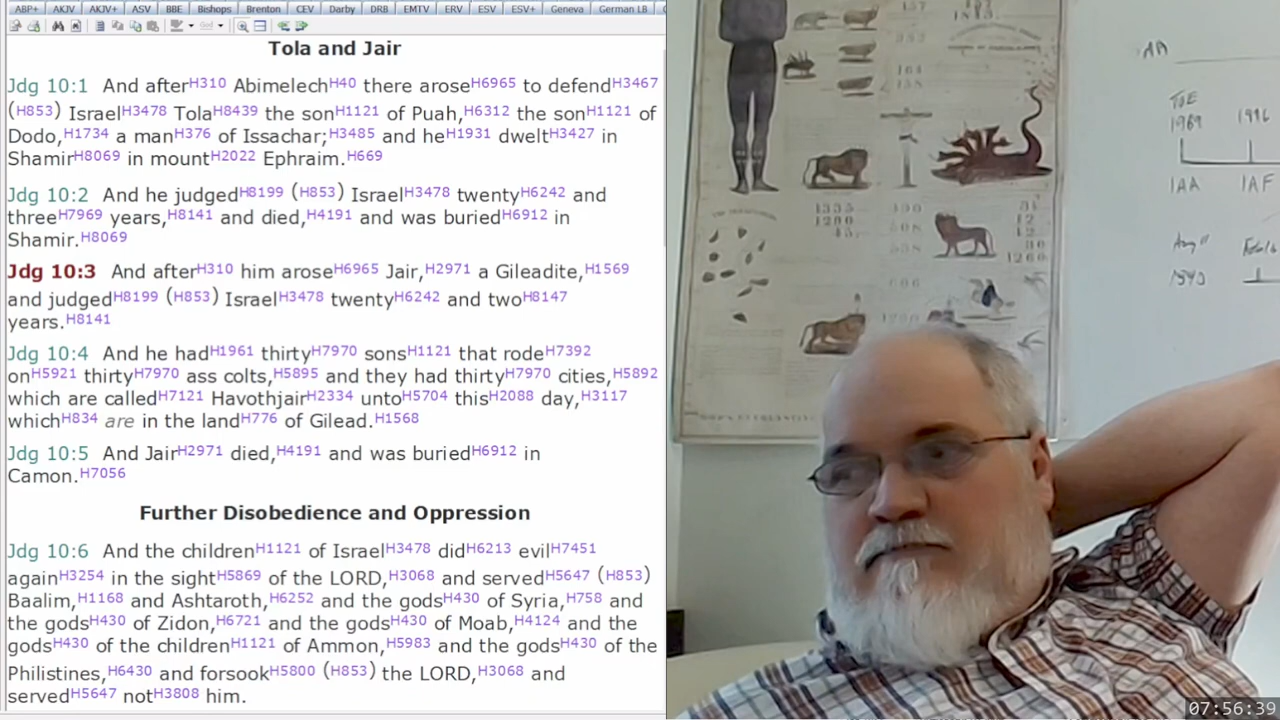 ABP+ AKJV AKJV+ ASV BBE Bishops Brenton CEV Darby DRB EMTV ERV ESV ESV+ Geneva German LB
Tola and Jair
Jdg 10:1 And afterH310 AbimelechH40 there aroseH6965 to defendH3467
(H853) IsraelH3478 TolaH8439 the sonH1121 of Puah,H6312 the sonH1121 of
Dodo,H1734 a manH376 of Issachar;H3485 and heH1931 dweltH3427 in
ShamirH8069 in mountH2022 Ephraim.H669
Jdg 10:2 And he judgedH8199 (H853) IsraelH3478 twentyH6242 and
threeH7969 years,H8141 and died,H4191 and was buriedH6912 in
Shamir.H8069
Jdg 10:3 And afterH310 him aroseH6965 Jair,H2971 a Gileadite,H1569
and judgedH8199 (H853) IsraelH3478 twentyH6242 and twoH8147
years.H8141
Jdg 10:4 And he hadH1961 thirtyH7970 sonsH1121 that rodeH7392
onH5921 thirtyH7970 ass colts,H5895 and they had thirtyH7970 cities,H5892
which are calledH7121 HavothjairH2334 untoH5704 thisH2088 day,H3117
whichH834 are in the landH776 of Gilead.H1568
Jdg 10:5 And JairH2971 died,H4191 and was buriedH6912 in
Camon.H7056
Further Disobedience and Oppression
Jdg 10:6 And the childrenH1121 of IsraelH3478 didH6213 evilH7451
againH3254 in the sightH5869 of the LORD,H3068 and servedH5647 (H853)
Baalim,H1168 and Ashtaroth,H6252 and the godsH430 of Syria,H758 and
the godsH430 of Zidon,H6721 and the godsH430 of Moab,H4124 and the
godsH430 of the childrenH1121 of Ammon,H5983 and the godsH430 of the
Philistines,H6430 and forsookH5800 (H853) the LORD,H3068 and
servedH5647 notH3808 him.
AA
TOE
1989 1996
IAA IAF
1840
07:56:39